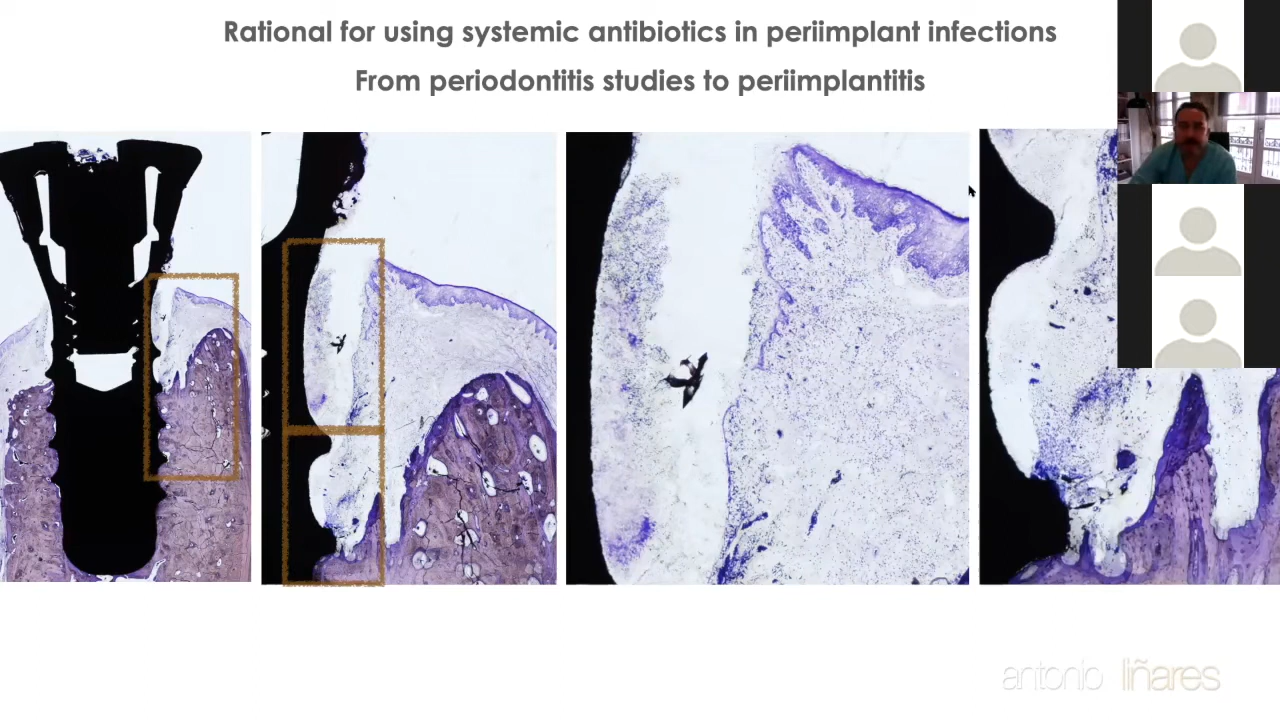 Rational for using systemic antibiotics in periimplant infections
From periodontitis studies to periimplantitis
antonio liñares